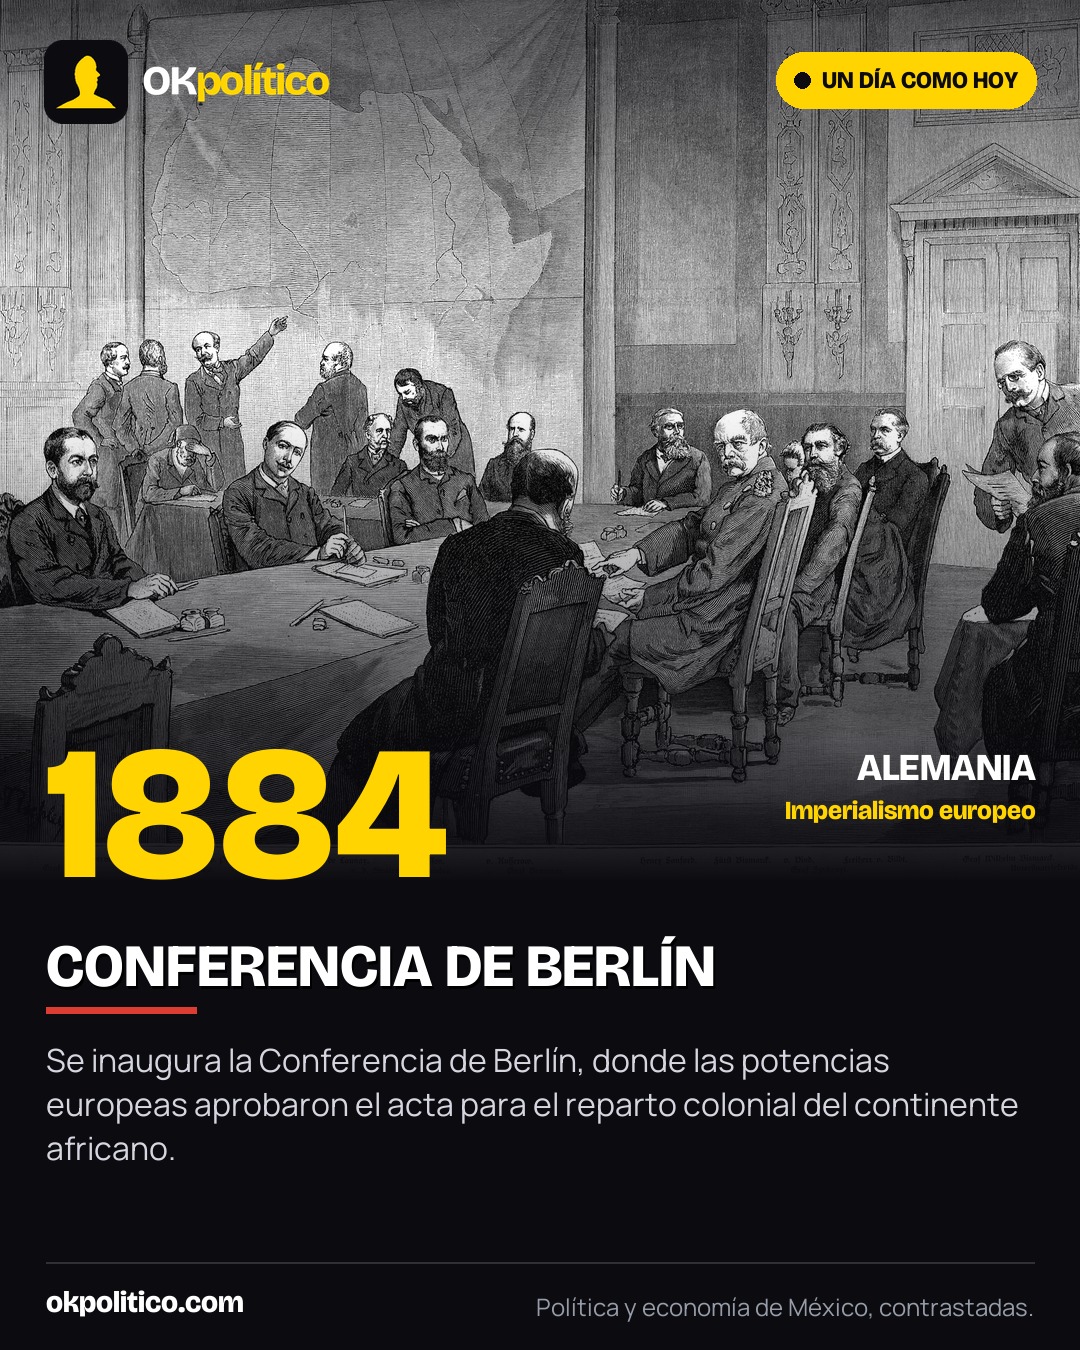 OKpolítico
UN DÍA COMO HOY
1884
ALEMANIA
Imperialismo europeo
CONFERENCIA DE BERLÍN
Se inaugura la Conferencia de Berlín, donde las potencias
europeas aprobaron el acta para el reparto colonial del continente
africano.
okpolitico.com
Política y economía de México, contrastadas.